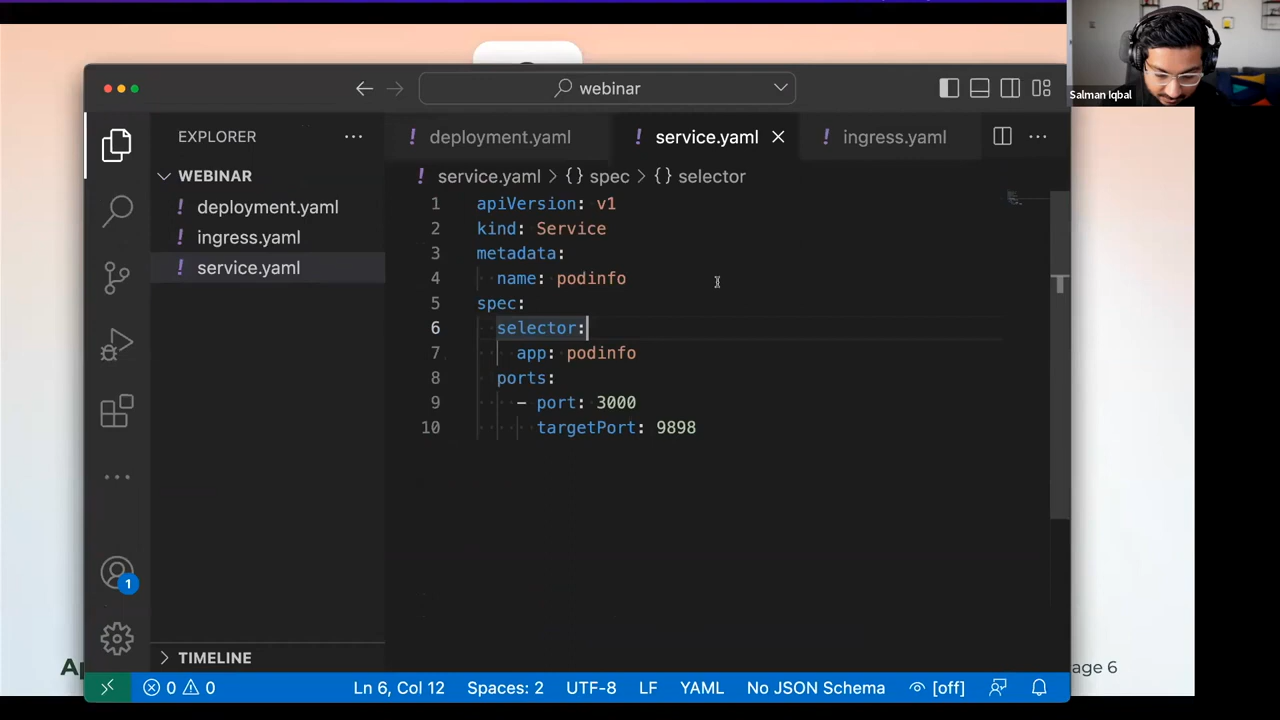 Salman Iqbal
webinar
EXPLORER
deployment.yaml
service.yaml
ingress.yaml
WEBINAR
service.yaml > {} spec > {} selector
deployment.yaml
ingress.yaml
service.yaml
1 apiVersion: v1
2 kind: Service
3 metadata:
4 name: podinfo
5 spec:
6 selector:
7 app: podinfo
8 ports:
9 - port: 3000
10 targetPort: 9898
1
TIMELINE
age 6
0 0
Ln 6, Col 12
Spaces: 2
UTF-8
LF
YAML
No JSON Schema
[off]